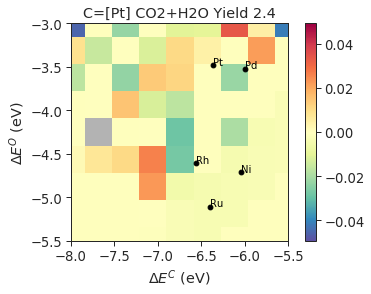 C=[Pt] CO2+H2O Yield 2.4
ΔE^O (eV)
−3.0
−3.5
−4.0
−4.5
−5.0
−5.5
Pt
Pd
Rh
Ni
Ru
−8.0 −7.5 −7.0 −6.5 −6.0 −5.5
ΔE^C (eV)
0.04
0.02
0.00
−0.02
−0.04